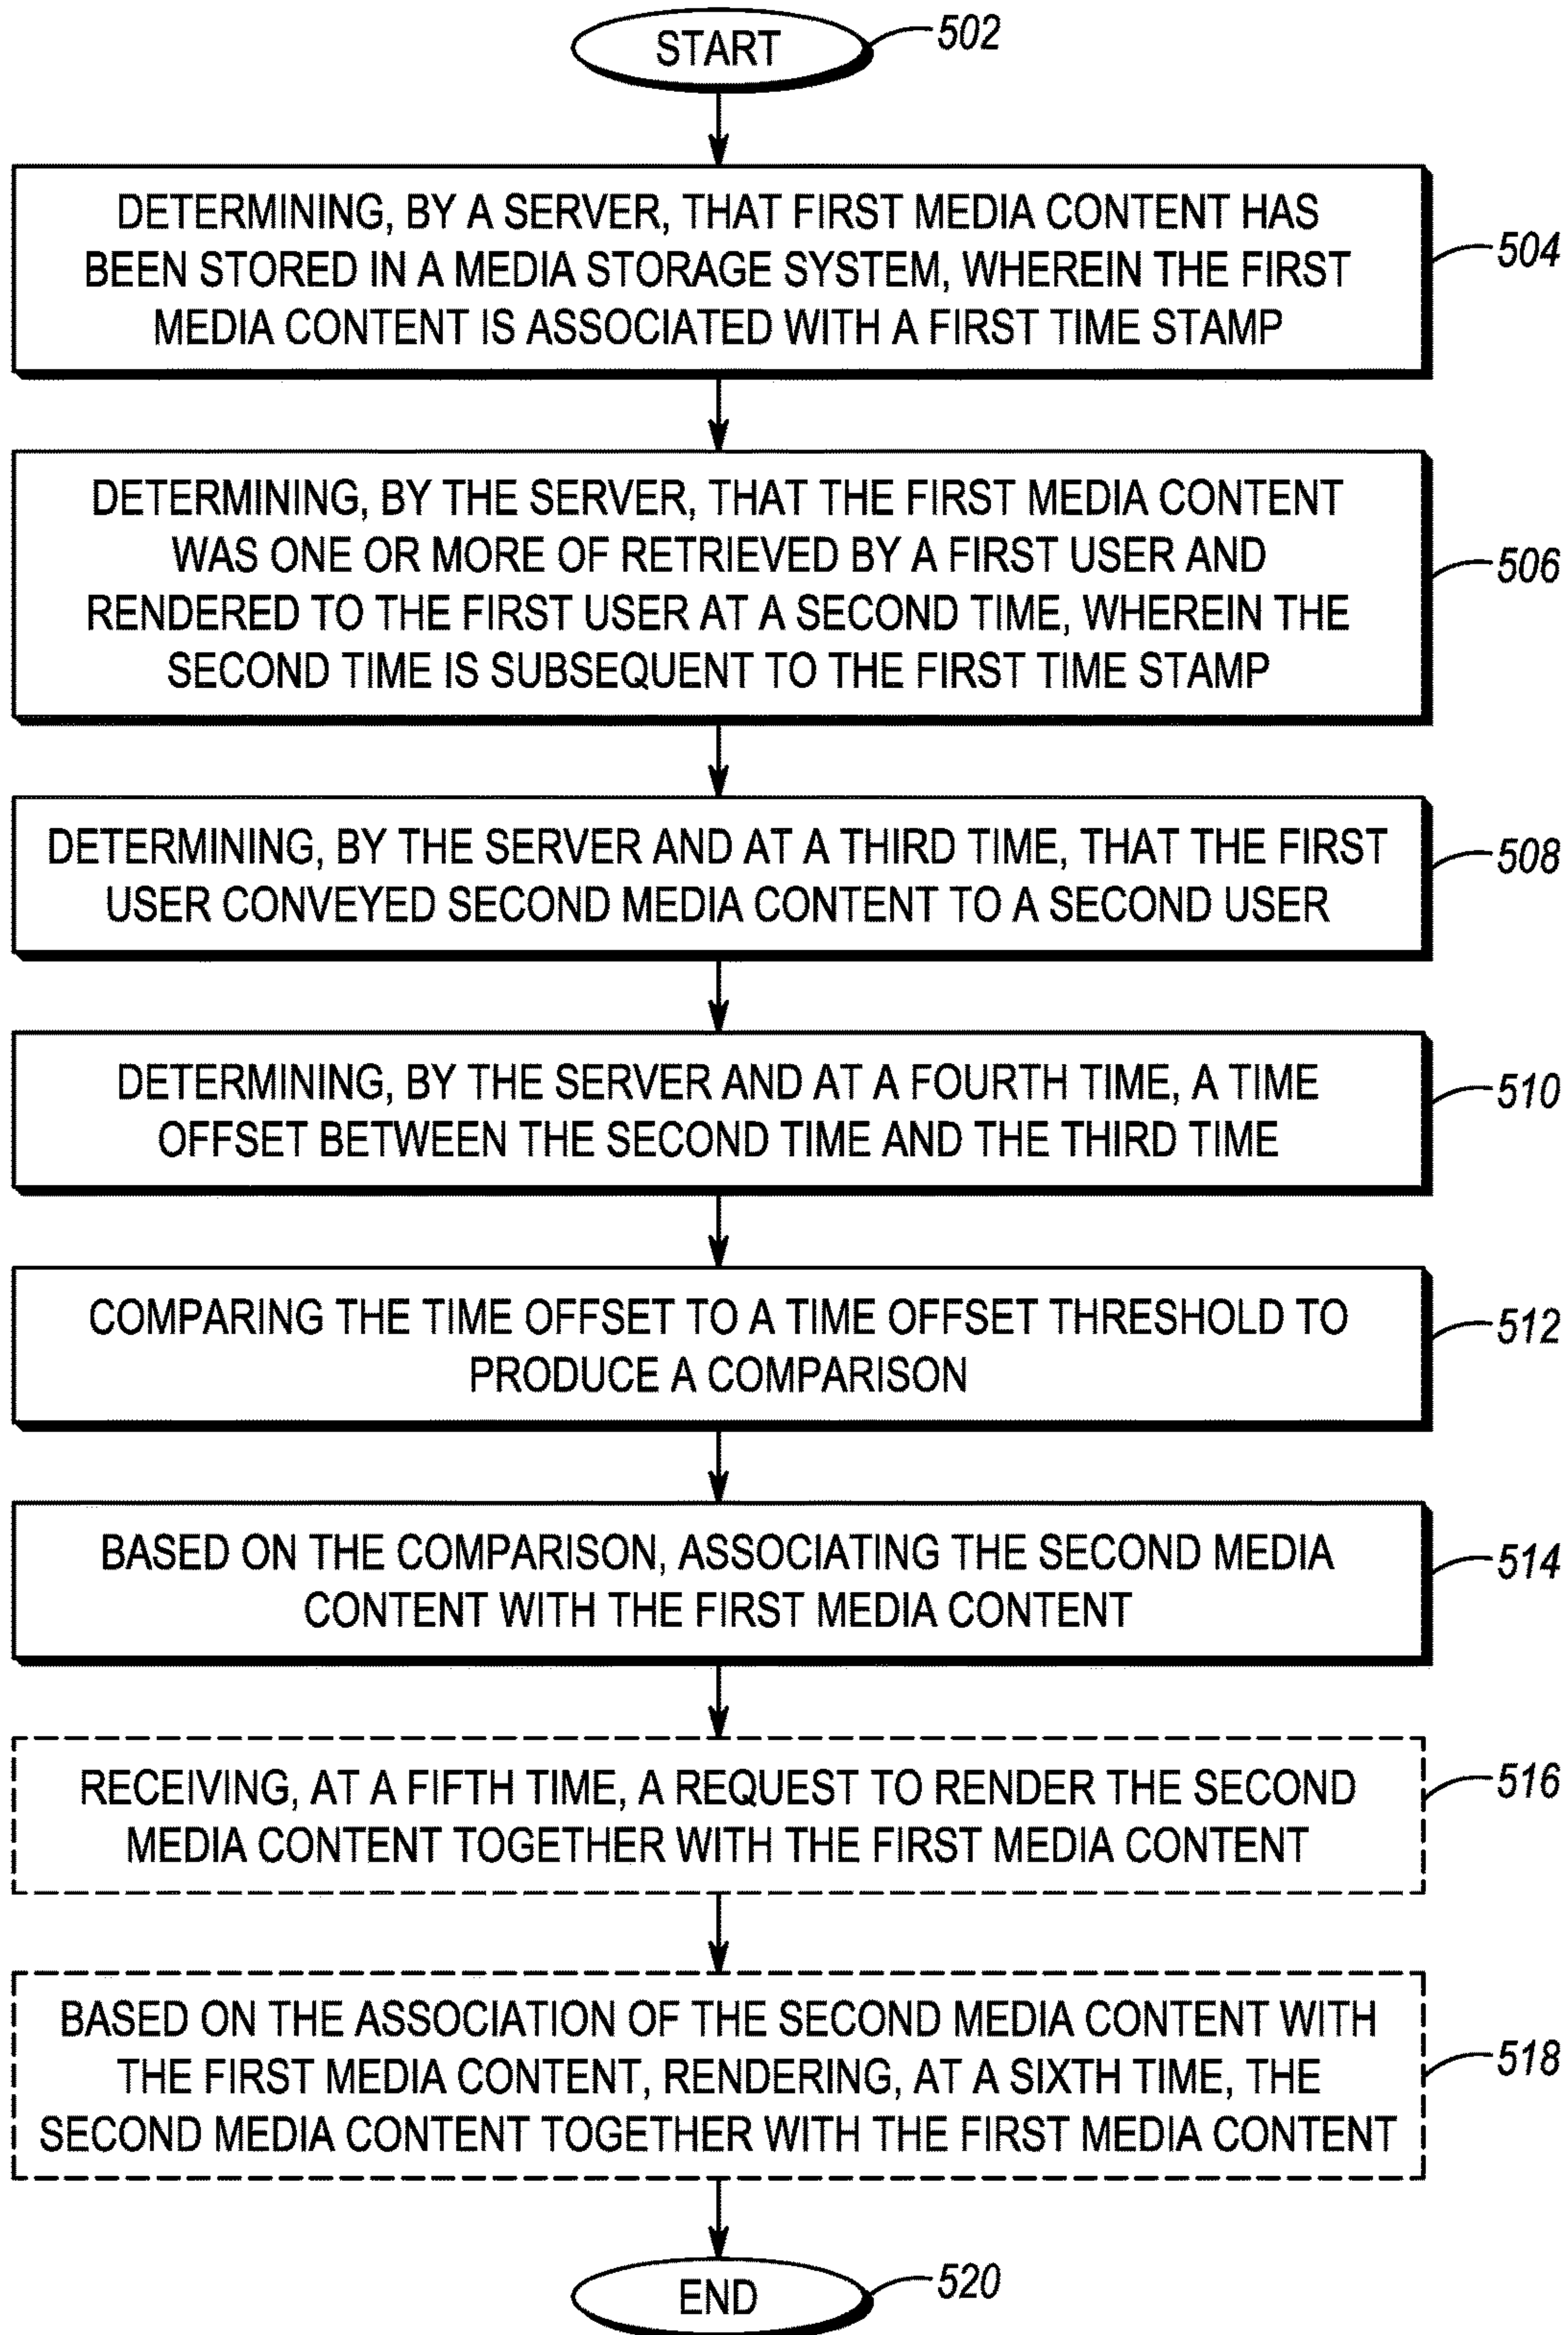 START
502
DETERMINING, BY A SERVER, THAT FIRST MEDIA CONTENT HAS
BEEN STORED IN A MEDIA STORAGE SYSTEM, WHEREIN THE FIRST
MEDIA CONTENT IS ASSOCIATED WITH A FIRST TIME STAMP
504
DETERMINING, BY THE SERVER, THAT THE FIRST MEDIA CONTENT
WAS ONE OR MORE OF RETRIEVED BY A FIRST USER AND
RENDERED TO THE FIRST USER AT A SECOND TIME, WHEREIN THE
SECOND TIME IS SUBSEQUENT TO THE FIRST TIME STAMP
506
DETERMINING, BY THE SERVER AND AT A THIRD TIME, THAT THE FIRST
USER CONVEYED SECOND MEDIA CONTENT TO A SECOND USER
508
DETERMINING, BY THE SERVER AND AT A FOURTH TIME, A TIME
OFFSET BETWEEN THE SECOND TIME AND THE THIRD TIME
510
COMPARING THE TIME OFFSET TO A TIME OFFSET THRESHOLD TO
PRODUCE A COMPARISON
512
BASED ON THE COMPARISON, ASSOCIATING THE SECOND MEDIA
CONTENT WITH THE FIRST MEDIA CONTENT
514
RECEIVING, AT A FIFTH TIME, A REQUEST TO RENDER THE SECOND
MEDIA CONTENT TOGETHER WITH THE FIRST MEDIA CONTENT
516
BASED ON THE ASSOCIATION OF THE SECOND MEDIA CONTENT WITH
THE FIRST MEDIA CONTENT, RENDERING, AT A SIXTH TIME, THE
SECOND MEDIA CONTENT TOGETHER WITH THE FIRST MEDIA CONTENT
518
END
520